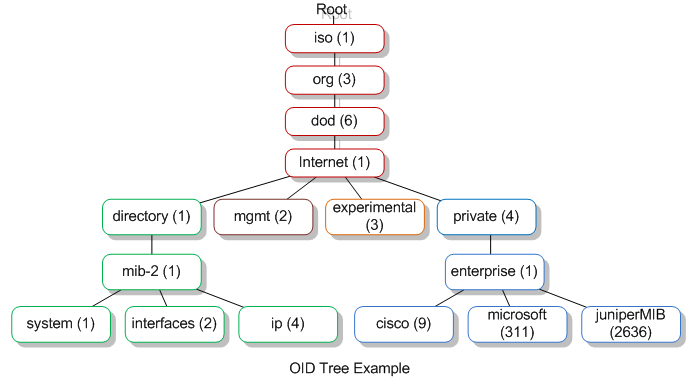 Root
iso (1)
org (3)
dod (6)
Internet (1)
directory (1)
mgmt (2)
experimental
(3)
private (4)
mib-2 (1)
enterprise (1)
system (1)
interfaces (2)
ip (4)
cisco (9)
microsoft
(311)
juniperMIB
(2636)
OID Tree Example